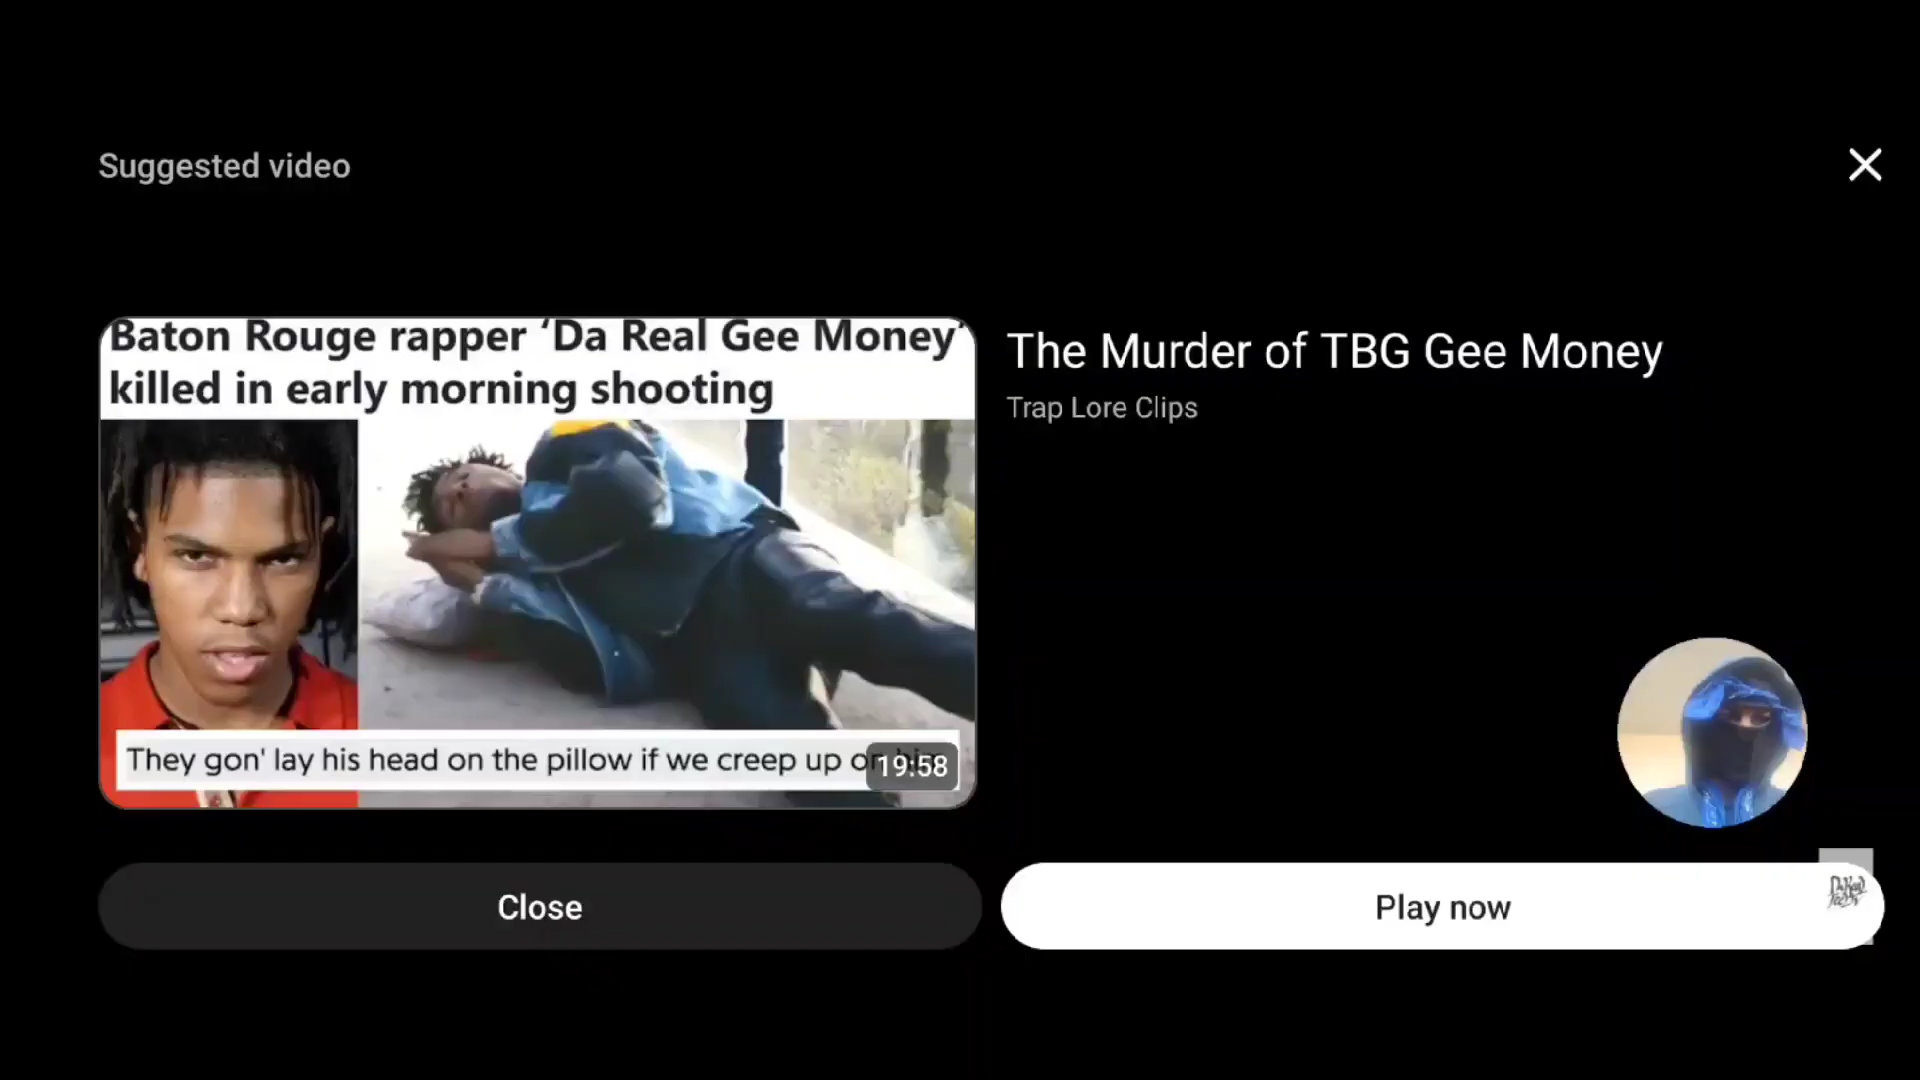 Suggested video
Baton Rouge rapper ‘Da Real Gee Money’
killed in early morning shooting
They gon' lay his head on the pillow if we creep up on
19:58
The Murder of TBG Gee Money
Trap Lore Clips
Close
Play now